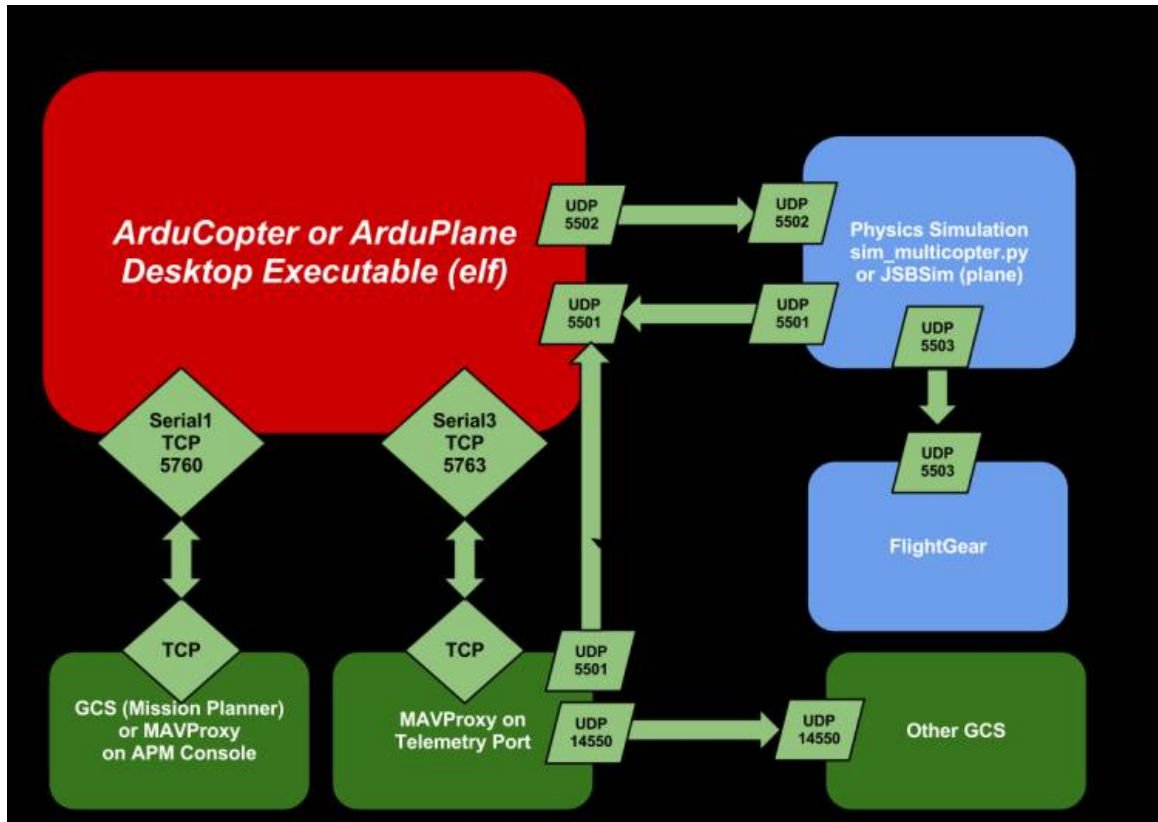 ArduCopter or ArduPlane
Desktop Executable (elf)
UDP
5502
UDP
5502
Physics Simulation
sim_multicopter.py
or JSBSim (plane)
UDP
5501
UDP
5501
UDP
5503
Serial1
TCP
5760
Serial3
TCP
5763
UDP
5503
FlightGear
TCP
GCS (Mission Planner)
or MAVProxy
on APM Console
TCP
MAVProxy on
Telemetry Port
UDP
5501
UDP
14550
UDP
14550
Other GCS